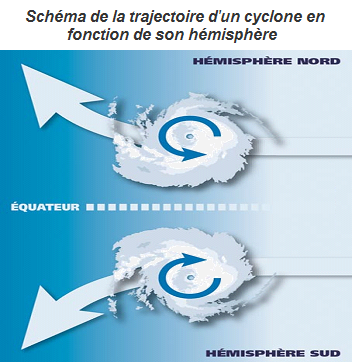 Schéma de la trajectoire d'un cyclone en
fonction de son hémisphère
HÉMISPHÈRE NORD
ÉQUATEUR
HÉMISPHÈRE SUD